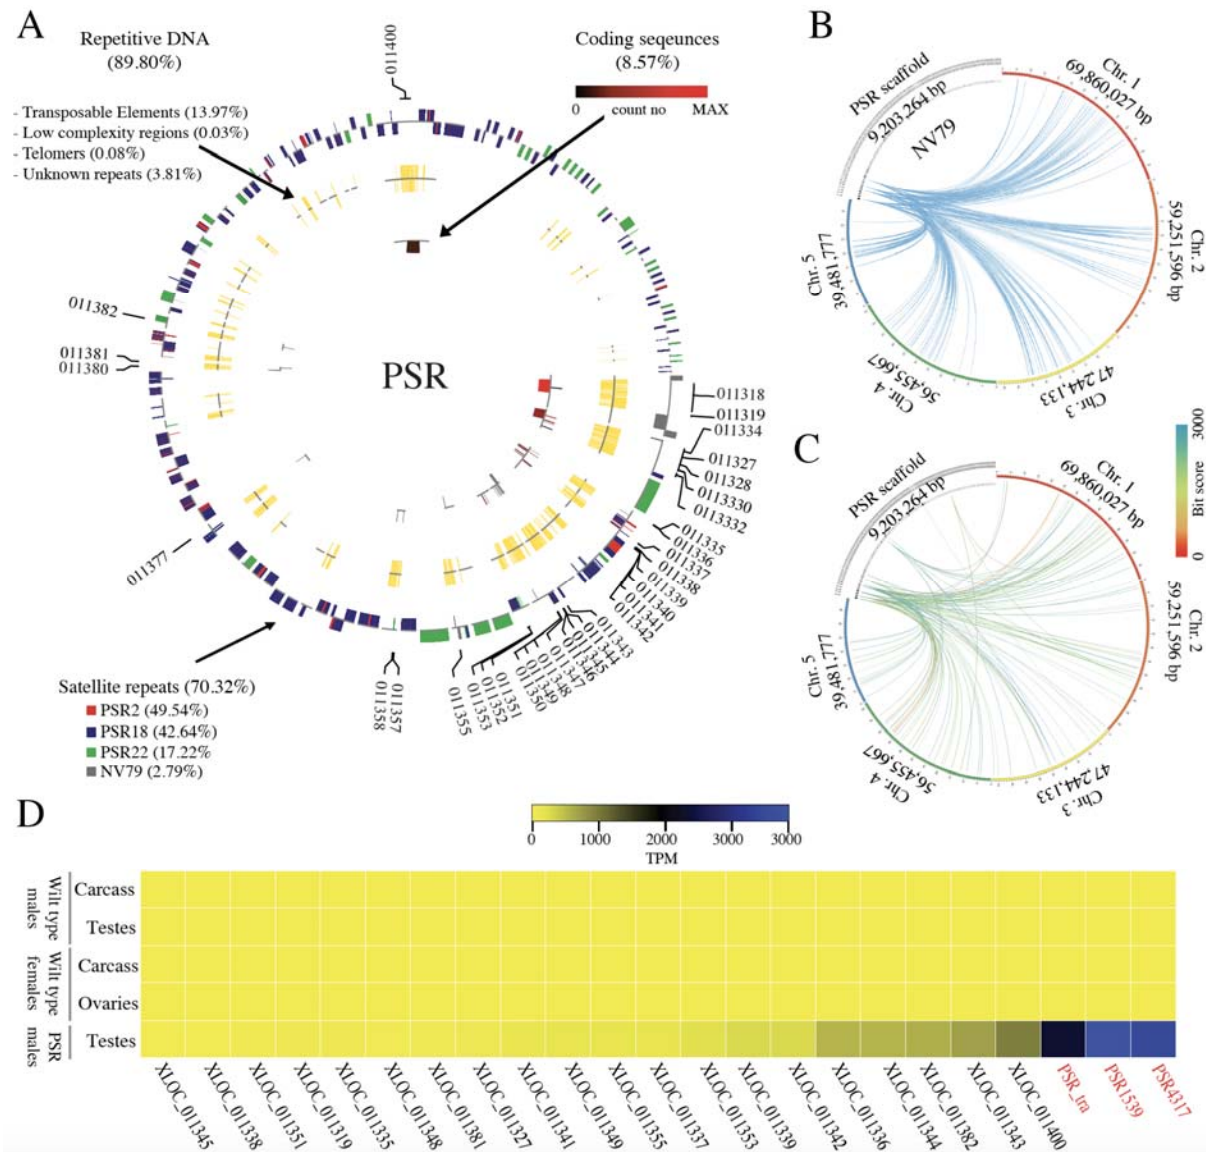 A
Repetitive DNA
(89.80%)
- Transposable Elements (13.97%)
- Low complexity regions (0.03%)
- Telomers (0.08%)
- Unknown repeats (3.81%)
011400
Coding seqeunces
(8.57%)
0 count no MAX
PSR
011382
011381
011380
011377
011318
011319
011334
011327
011328
0113330
0113332
011335
011336
011337
011338
011339
011340
011341
011342
011343
011344
011345
011346
011347
011348
011349
011350
011351
011352
011353
011355
011357
011358
Satellite repeats (70.32%)
PSR2 (49.54%)
PSR18 (42.64%)
PSR22 (17.22%
NV79 (2.79%)
B
PSR scaffold
9,203,264 bp
NV79
Chr. 1
69,860,027 bp
Chr. 2
59,251,596 bp
Chr. 3
47,244,133
Chr. 4
56,455,667
Chr. 5
39,481,777
C
PSR scaffold
9,203,264 bp
Chr. 1
69,860,027 bp
Chr. 2
59,251,596 bp
Chr. 3
47,244,133
Chr. 4
56,455,667
Chr. 5
39,481,777
3000 Bit score 0
D
0 1000 2000 3000 3000
TPM
Wilt type
males
Carcass
Testes
Wilt type
females
Carcass
Ovaries
PSR
males
Testes
XLOC_011345
XLOC_011338
XLOC_011351
XLOC_011319
XLOC_011335
XLOC_011348
XLOC_011381
XLOC_011327
XLOC_011341
XLOC_011349
XLOC_011355
XLOC_011337
XLOC_011353
XLOC_011339
XLOC_011342
XLOC_011336
XLOC_011344
XLOC_011382
XLOC_011343
XLOC_011400
PSR_tra
PSR1539
PSR4317